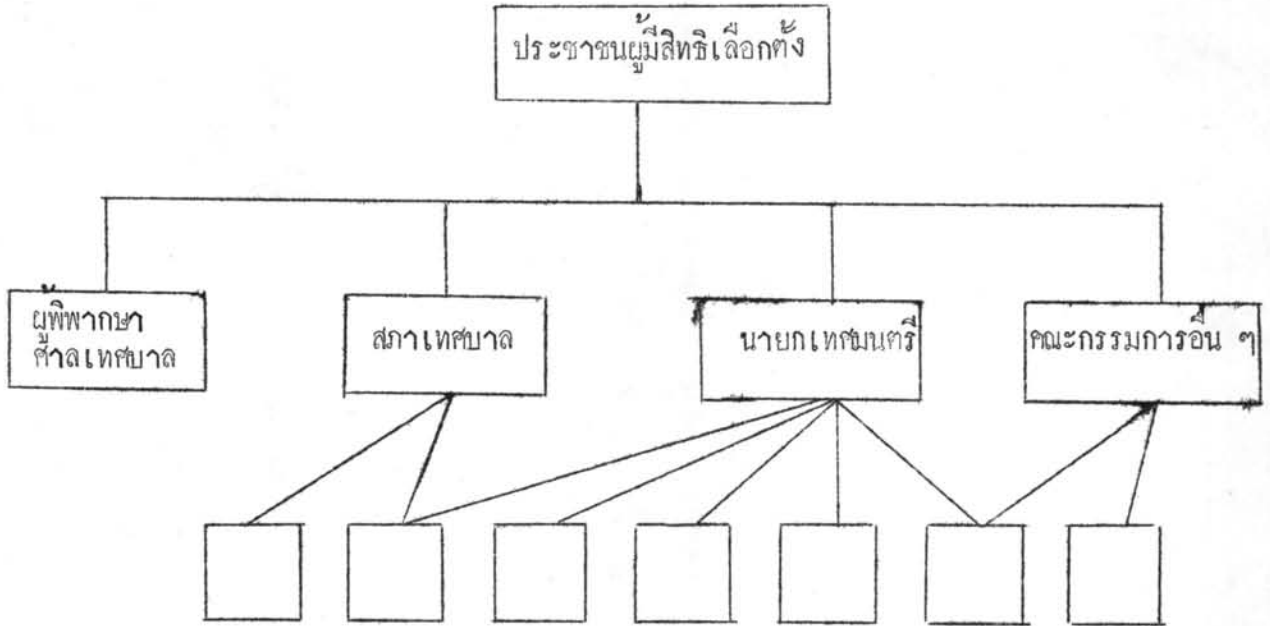 ประชาชนผู้มีสิทธิเลือกตั้ง
ผู้พิพากษา
ศาลเทศบาล
สภาเทศบาล
นายกเทศมนตรี
คณะกรรมการอื่น ๆ